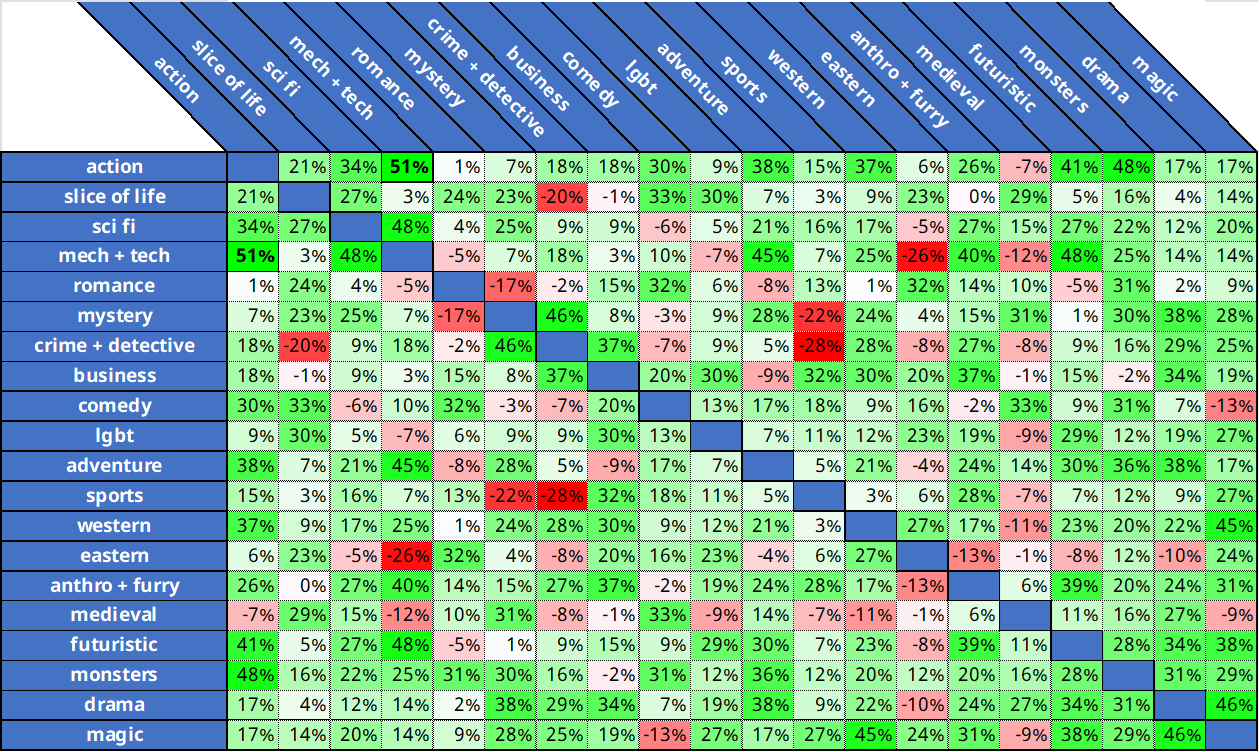 action
slice of life
sci fi
mech + tech
romance
mystery
crime + detective
business
comedy
lgbt
adventure
sports
western
eastern
anthro + furry
medieval
futuristic
monsters
drama
magic
action 21% 34% 51% 1% 7% 18% 18% 30% 9% 38% 15% 37% 6% 26% -7% 41% 48% 17% 17%
slice of life 21% 27% 3% 24% 23% -20% -1% 33% 30% 7% 3% 9% 23% 0% 29% 5% 16% 4% 14%
sci fi 34% 27% 48% 4% 25% 9% 9% -6% 5% 21% 16% 17% -5% 27% 15% 27% 22% 12% 20%
mech + tech 51% 3% 48% -5% 7% 18% 3% 10% -7% 45% 7% 25% -26% 40% -12% 48% 25% 14% 14%
romance 1% 24% 4% -5% -17% -2% 15% 32% 6% -8% 13% 1% 32% 14% 10% -5% 31% 2% 9%
mystery 7% 23% 25% 7% -17% 46% 8% -3% 9% 28% -22% 24% 4% 15% 31% 1% 30% 38% 28%
crime + detective 18% -20% 9% 18% -2% 46% 37% -7% 9% 5% -28% 28% -8% 27% -8% 9% 16% 29% 25%
business 18% -1% 9% 3% 15% 8% 37% 20% 30% -9% 32% 30% 20% 37% -1% 15% -2% 34% 19%
comedy 30% 33% -6% 10% 32% -3% -7% 20% 13% 17% 18% 9% 16% -2% 33% 9% 31% 7% -13%
lgbt 9% 30% 5% -7% 6% 9% 9% 30% 13% 7% 11% 12% 23% 19% -9% 29% 12% 19% 27%
adventure 38% 7% 21% 45% -8% 28% 5% -9% 17% 7% 5% 21% -4% 24% 14% 30% 36% 38% 17%
sports 15% 3% 16% 7% 13% -22% -28% 32% 18% 11% 5% 3% 6% 28% -7% 7% 12% 9% 27%
western 37% 9% 17% 25% 1% 24% 28% 30% 9% 12% 21% 3% 27% 17% -11% 23% 20% 22% 45%
eastern 6% 23% -5% -26% 32% 4% -8% 20% 16% 23% -4% 6% 27% -13% -1% -8% 12% -10% 24%
anthro + furry 26% 0% 27% 40% 14% 15% 27% 37% -2% 19% 24% 28% 17% -13% 6% 39% 20% 24% 31%
medieval -7% 29% 15% -12% 10% 31% -8% -1% 33% -9% 14% -7% -11% -1% 6% 11% 16% 27% -9%
futuristic 41% 5% 27% 48% -5% 1% 9% 15% 9% 29% 30% 7% 23% -8% 39% 11% 28% 34% 38%
monsters 48% 16% 22% 25% 31% 30% 16% -2% 31% 12% 36% 12% 20% 12% 20% 16% 28% 31% 29%
drama 17% 4% 12% 14% 2% 38% 29% 34% 7% 19% 38% 9% 22% -10% 24% 27% 34% 31% 46%
magic 17% 14% 20% 14% 9% 28% 25% 19% -13% 27% 17% 27% 45% 24% 31% -9% 38% 29% 46%